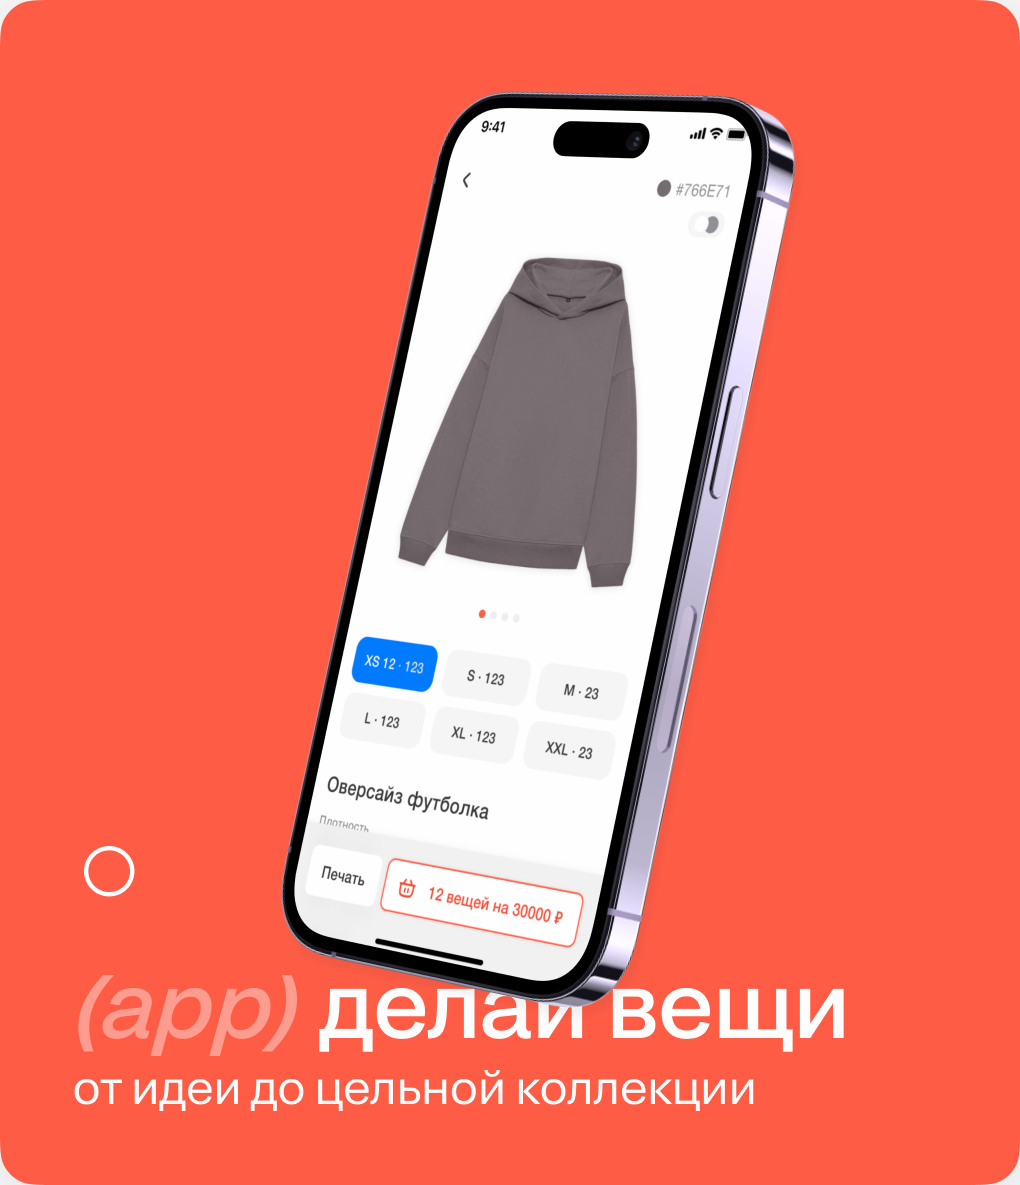 9:41
#766E71
XS 12 · 123
S · 123
M · 23
L · 123
XL · 123
XXL · 23
Оверсайз футболка
Плотность
Печать
12 вещей на 30000 ₽
(app) делай вещи
от идеи до цельной коллекции